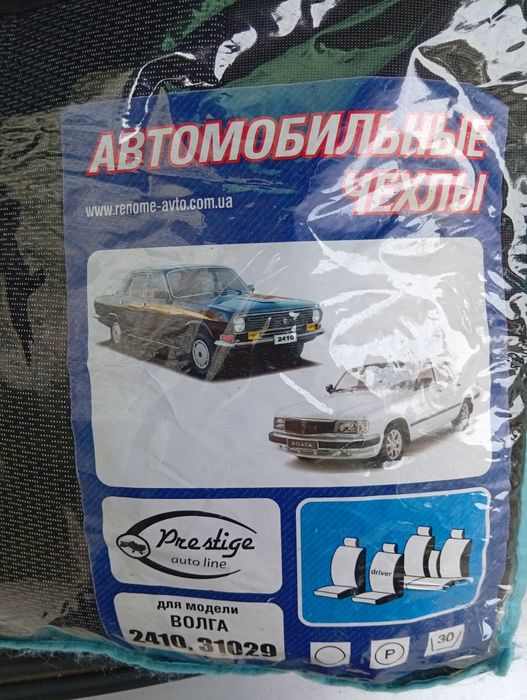 АВТОМОБИЛЬНЫЕ
ЧЕХЛЫ
www.renome-avto.com.ua
2410
ВОЛГА
Prestige
auto line
driver
для модели
ВОЛГА
2410, 31029
P
30